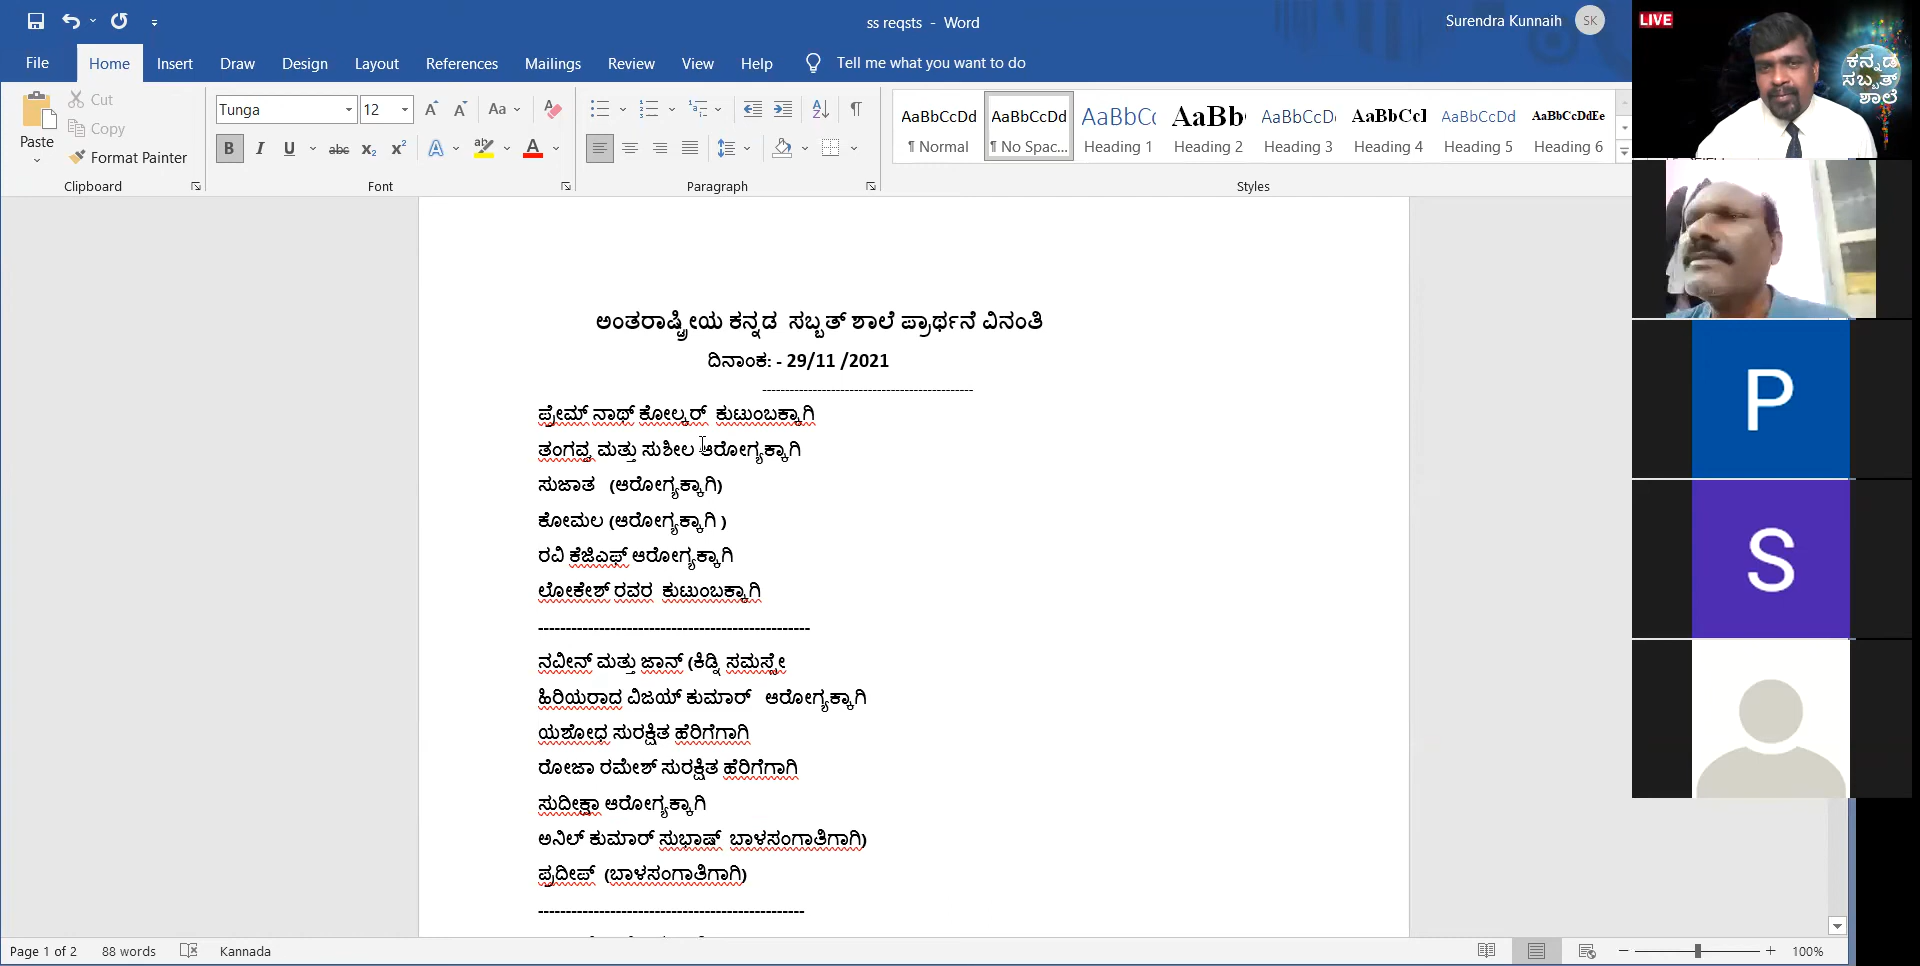 ss reqsts - Word
Surendra Kunnaih SK
File Home Insert Draw Design Layout References Mailings Review View Help Tell me what you want to do
Paste
Cut
Copy
Format Painter
Clipboard
Tunga 12
Font
Paragraph
AaBbCcDd ¶ Normal
AaBbCcDd ¶ No Spac...
AaBbCc Heading 1
AaBb Heading 2
AaBbCcD Heading 3
AaBbCcI Heading 4
AaBbCcDd Heading 5
AaBbCcDdEe Heading 6
Styles
LIVE
ಕನ್ನಡ
ಸಬ್ಬತ್
ಶಾಲೆ
ಅಂತರಾಷ್ಟ್ರೀಯ ಕನ್ನಡ ಸಬ್ಬತ್ ಶಾಲೆ ಪ್ರಾರ್ಥನೆ ವಿನಂತಿ
ದಿನಾಂಕ: - 29/11 /2021
----------------------------------------------
ಪ್ರೇಮ್ ನಾಥ್ ಕೋಲ್ಕರ್ ಕುಟುಂಬಕ್ಕಾಗಿ
ತಂಗವ್ವ ಮತ್ತು ಸುಶೀಲ ಆರೋಗ್ಯಕ್ಕಾಗಿ
ಸುಜಾತ (ಆರೋಗ್ಯಕ್ಕಾಗಿ)
ಕೋಮಲ (ಆರೋಗ್ಯಕ್ಕಾಗಿ )
ರವಿ ಕೆಜಿಎಫ್ ಆರೋಗ್ಯಕ್ಕಾಗಿ
ಲೋಕೇಶ್ ರವರ ಕುಟುಂಬಕ್ಕಾಗಿ
-------------------------------------------------
ನವೀನ್ ಮತ್ತು ಜಾನ್ (ಕಿಡ್ನಿ ಸಮಸ್ಸೇ
ಹಿರಿಯರಾದ ವಿಜಯ್ ಕುಮಾರ್ ಆರೋಗ್ಯಕ್ಕಾಗಿ
ಯಶೋಧ ಸುರಕ್ಷಿತ ಹೆರಿಗೆಗಾಗಿ
ರೋಜಾ ರಮೇಶ್ ಸುರಕ್ಷಿತ ಹೆರಿಗೆಗಾಗಿ
ಸುದೀಕ್ಷಾ ಆರೋಗ್ಯಕ್ಕಾಗಿ
ಅನಿಲ್ ಕುಮಾರ್ ಸುಭಾಷ್ ಬಾಳಸಂಗಾತಿಗಾಗಿ)
ಪ್ರದೀಪ್ (ಬಾಳಸಂಗಾತಿಗಾಗಿ)
------------------------------------------------
P
S
Page 1 of 2 88 words Kannada 100%